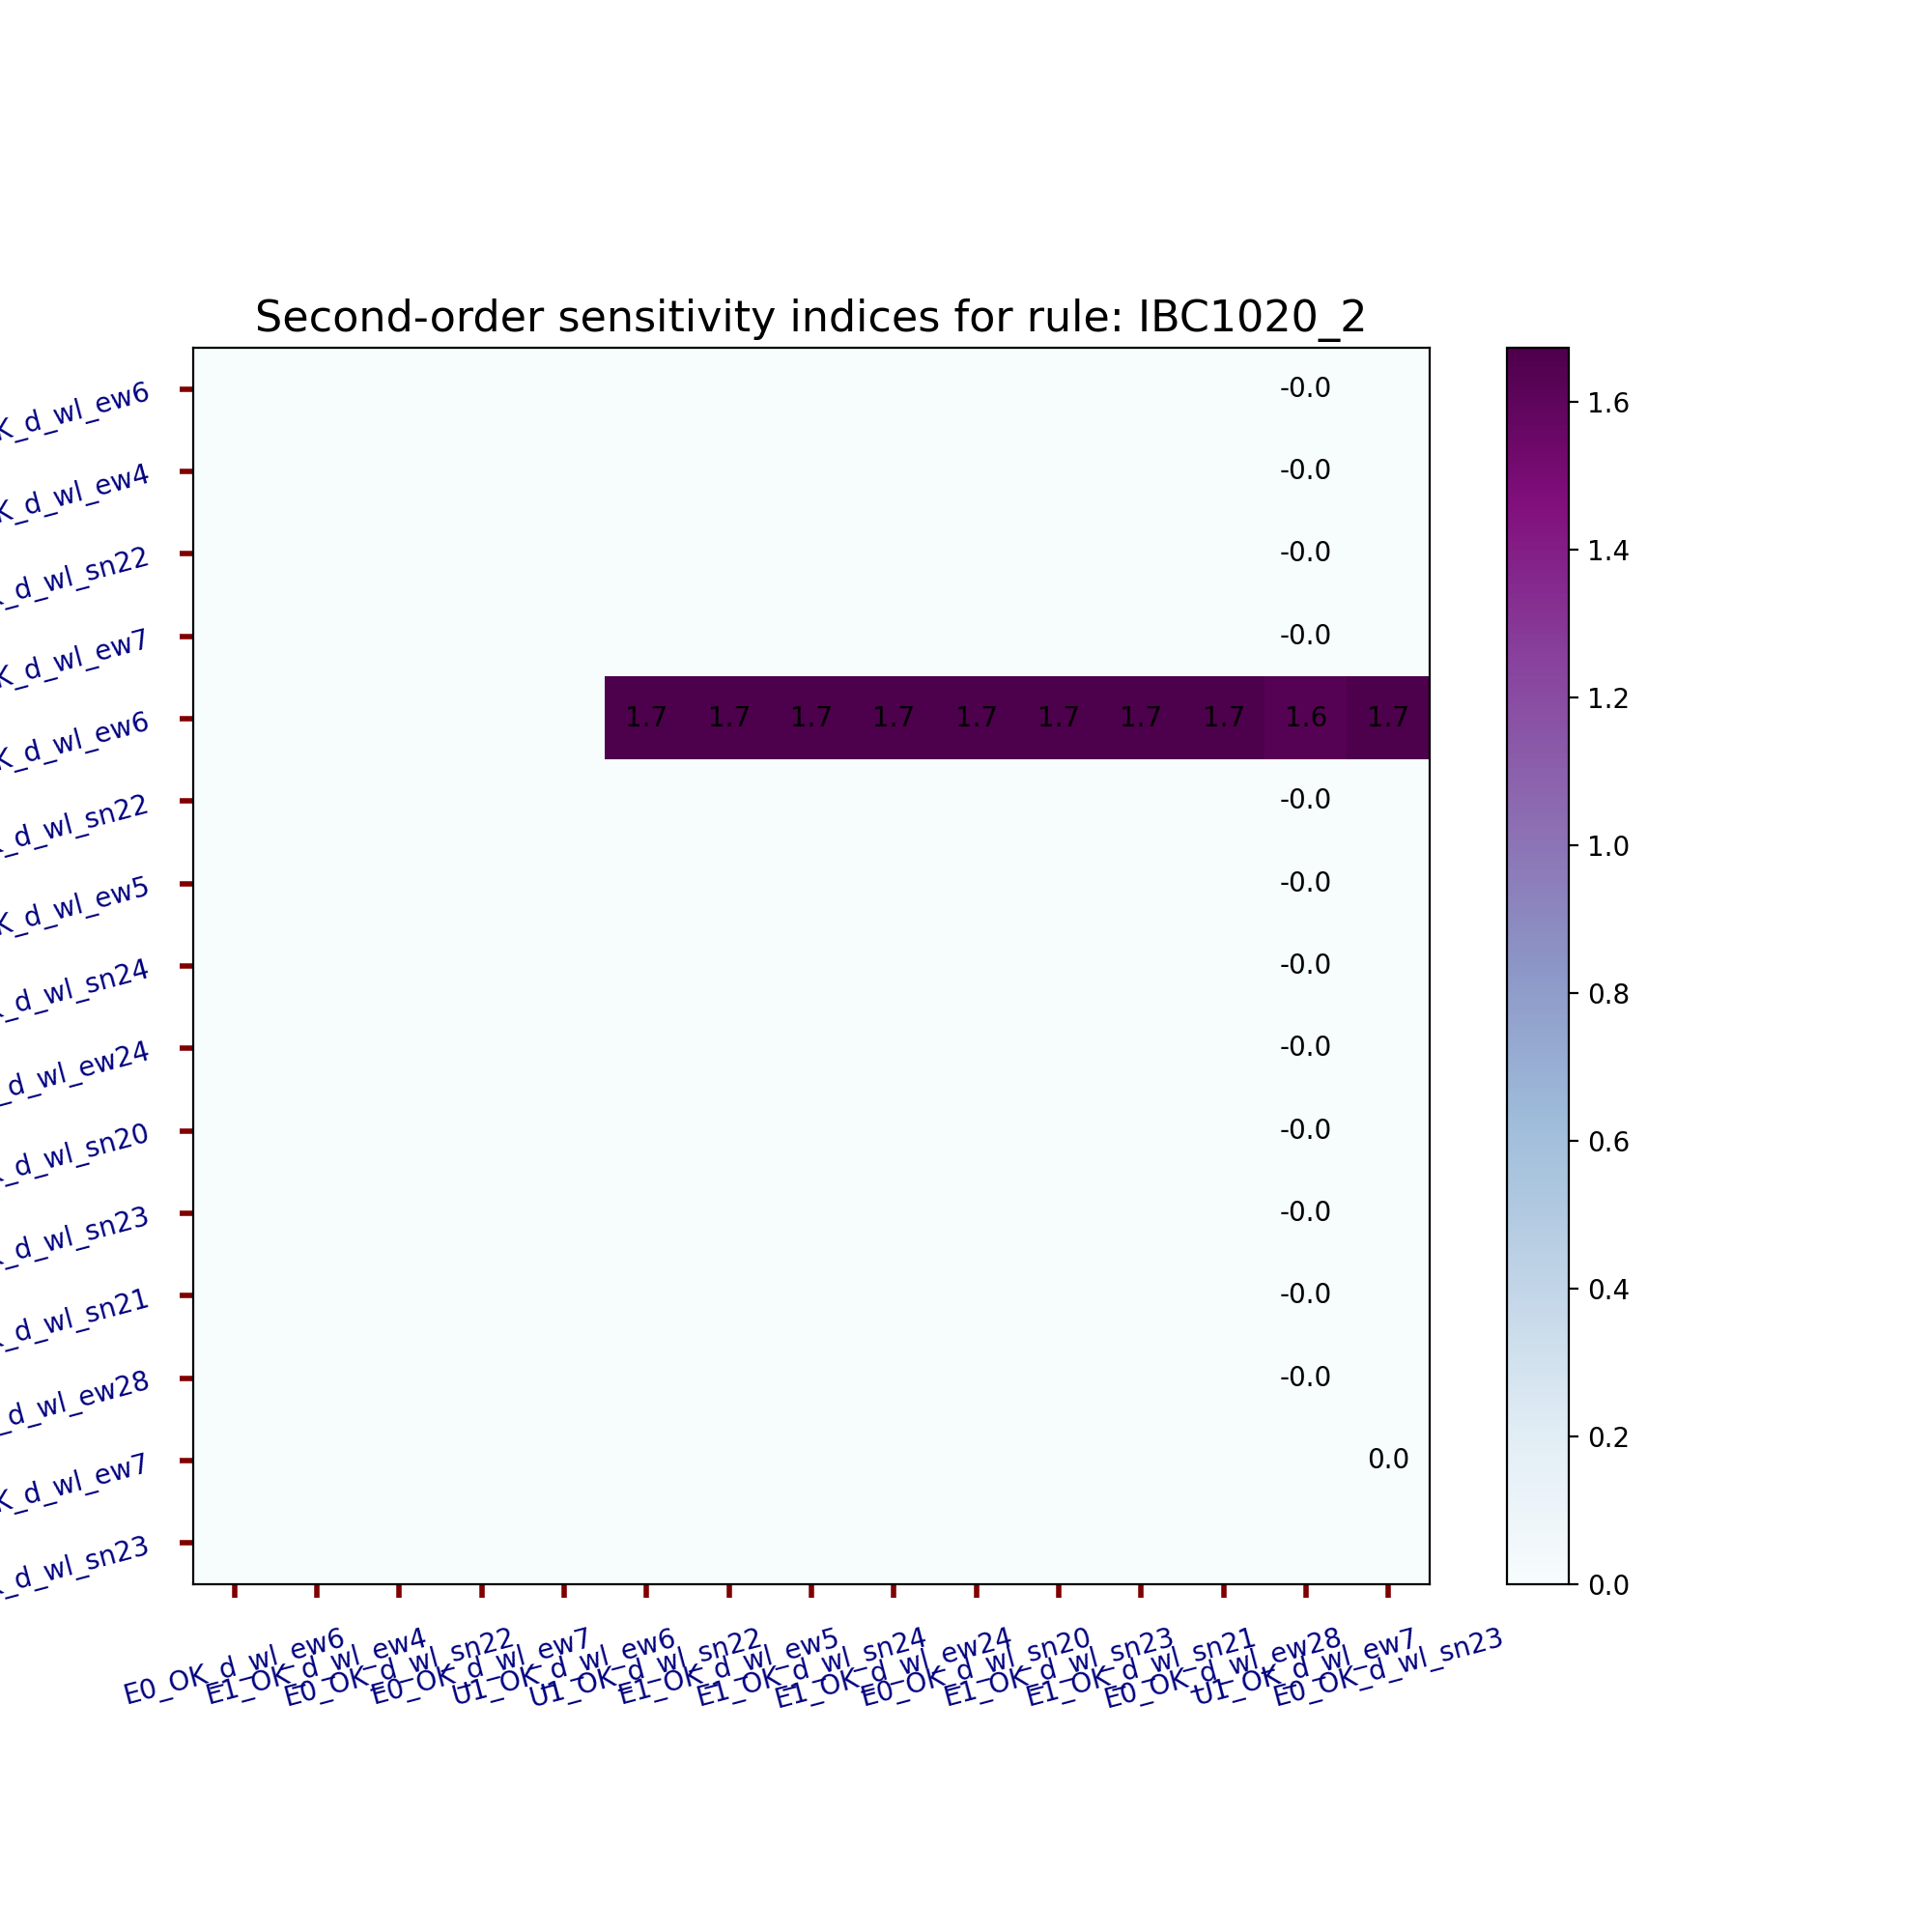 Second-order sensitivity indices for rule: IBC1020_2
K_d_wl_ew6 -0.0
K_d_wl_ew4 -0.0
_d_wl_sn22 -0.0
K_d_wl_ew7 -0.0
K_d_wl_ew6 1.7 1.7 1.7 1.7 1.7 1.7 1.7 1.7 1.6 1.7
_d_wl_sn22 -0.0
K_d_wl_ew5 -0.0
_d_wl_sn24 -0.0
_d_wl_ew24 -0.0
_d_wl_sn20 -0.0
_d_wl_sn23 -0.0
_d_wl_sn21 -0.0
_d_wl_ew28 -0.0
K_d_wl_ew7 0.0
_d_wl_sn23
E0_OK_d_wl_ew6
E1_OK_d_wl_ew4
E0_OK_d_wl_sn22
E0_OK_d_wl_ew7
U1_OK_d_wl_ew6
U1_OK_d_wl_sn22
E1_OK_d_wl_ew5
E1_OK_d_wl_sn24
E1_OK_d_wl_ew24
E0_OK_d_wl_sn20
E1_OK_d_wl_sn23
E1_OK_d_wl_sn21
E0_OK_d_wl_ew28
U1_OK_d_wl_ew7
E0_OK_d_wl_sn23
1.6
1.4
1.2
1.0
0.8
0.6
0.4
0.2
0.0